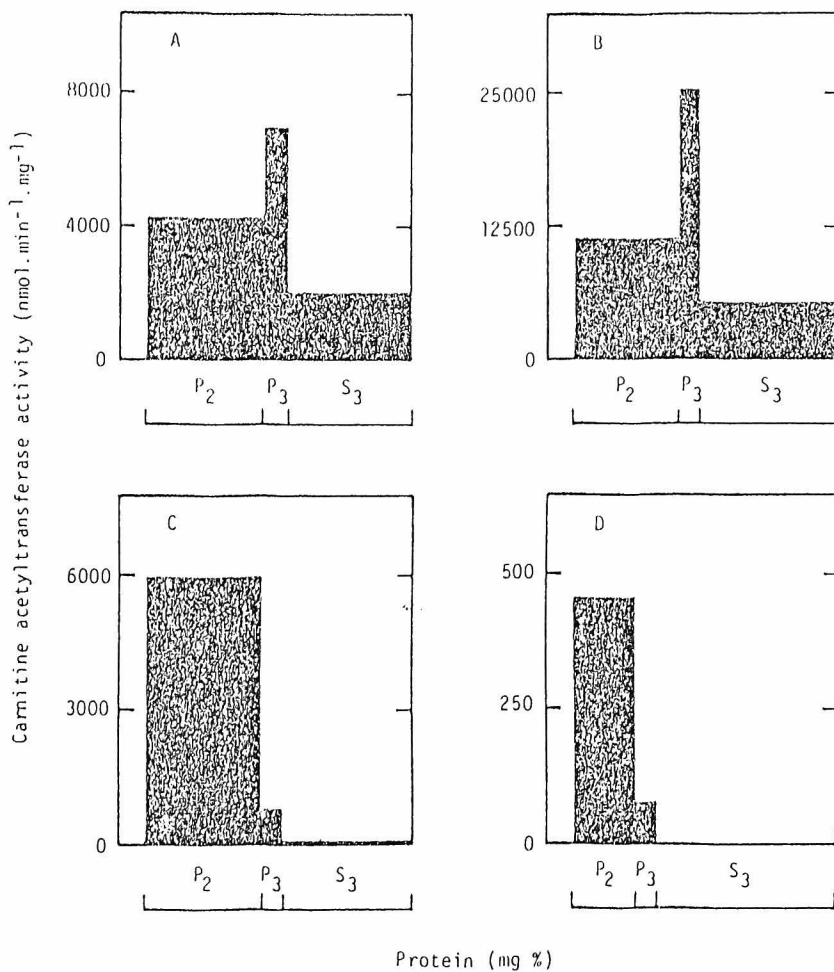 Carnitine acetyltransferase activity (nmol.min⁻¹.mg⁻¹)
A
8000
4000
0
P₂ P₃ S₃
B
25000
12500
0
P₂ P₃ S₃
C
6000
3000
0
P₂ P₃ S₃
D
500
250
0
P₂ P₃ S₃
Protein (mg %)